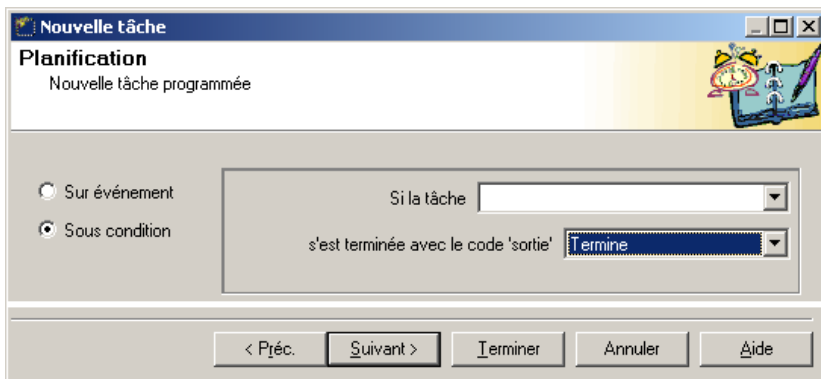 Nouvelle tâche
Planification
Nouvelle tâche programmée
Sur événement
Sous condition
Si la tâche
s'est terminée avec le code 'sortie' Termine
< Préc. Suivant > Terminer Annuler Aide